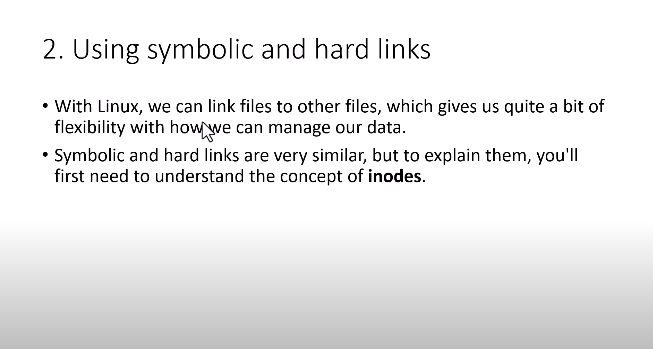 2. Using symbolic and hard links
• With Linux, we can link files to other files, which gives us quite a bit of
flexibility with how we can manage our data.
• Symbolic and hard links are very similar, but to explain them, you'll
first need to understand the concept of inodes.